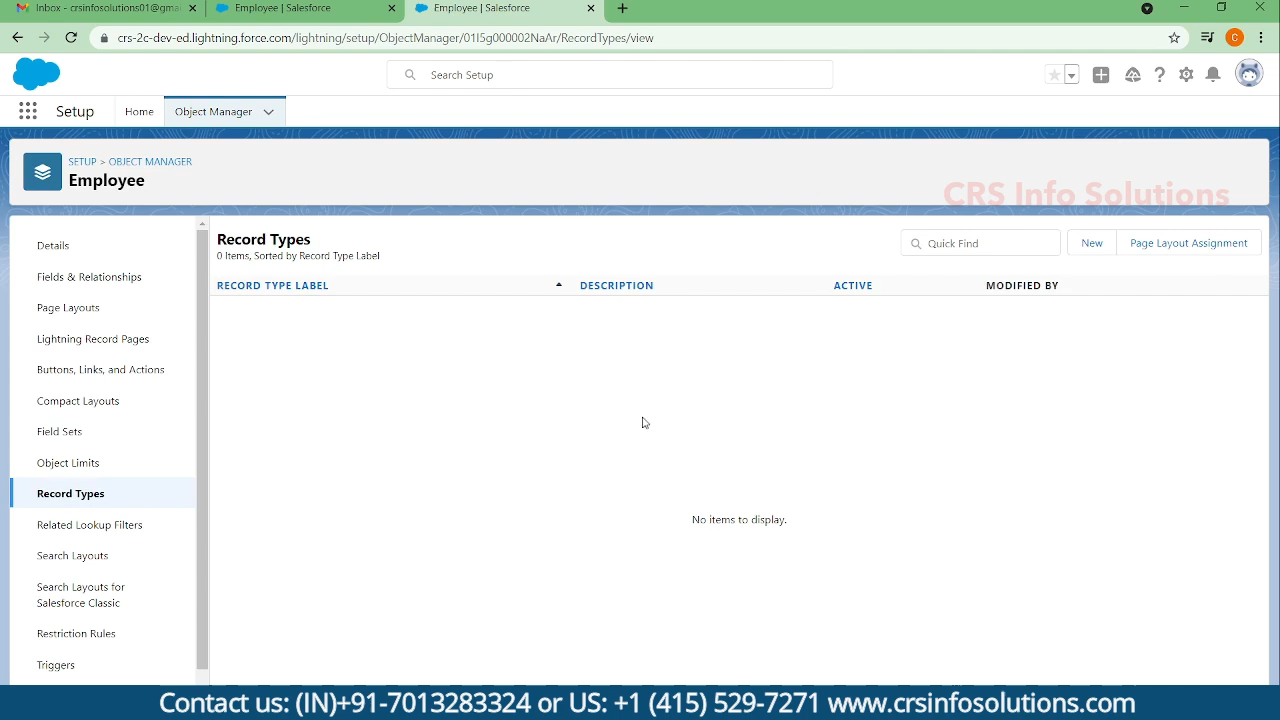 Inbox - crsinfosolutions01@gmai
Employee | Salesforce
Employee | Salesforce
crs-2c-dev-ed.lightning.force.com/lightning/setup/ObjectManager/01I5g000002NaAr/RecordTypes/view
C
Search Setup
Setup
Home
Object Manager
SETUP > OBJECT MANAGER
Employee
CRS Info Solutions
Details
Fields & Relationships
Page Layouts
Lightning Record Pages
Buttons, Links, and Actions
Compact Layouts
Field Sets
Object Limits
Record Types
Related Lookup Filters
Search Layouts
Search Layouts for
Salesforce Classic
Restriction Rules
Triggers
Record Types
0 Items, Sorted by Record Type Label
Quick Find
New
Page Layout Assignment
RECORD TYPE LABEL
DESCRIPTION
ACTIVE
MODIFIED BY
No items to display.
Contact us: (IN)+91-7013283324 or US: +1 (415) 529-7271 www.crsinfosolutions.com